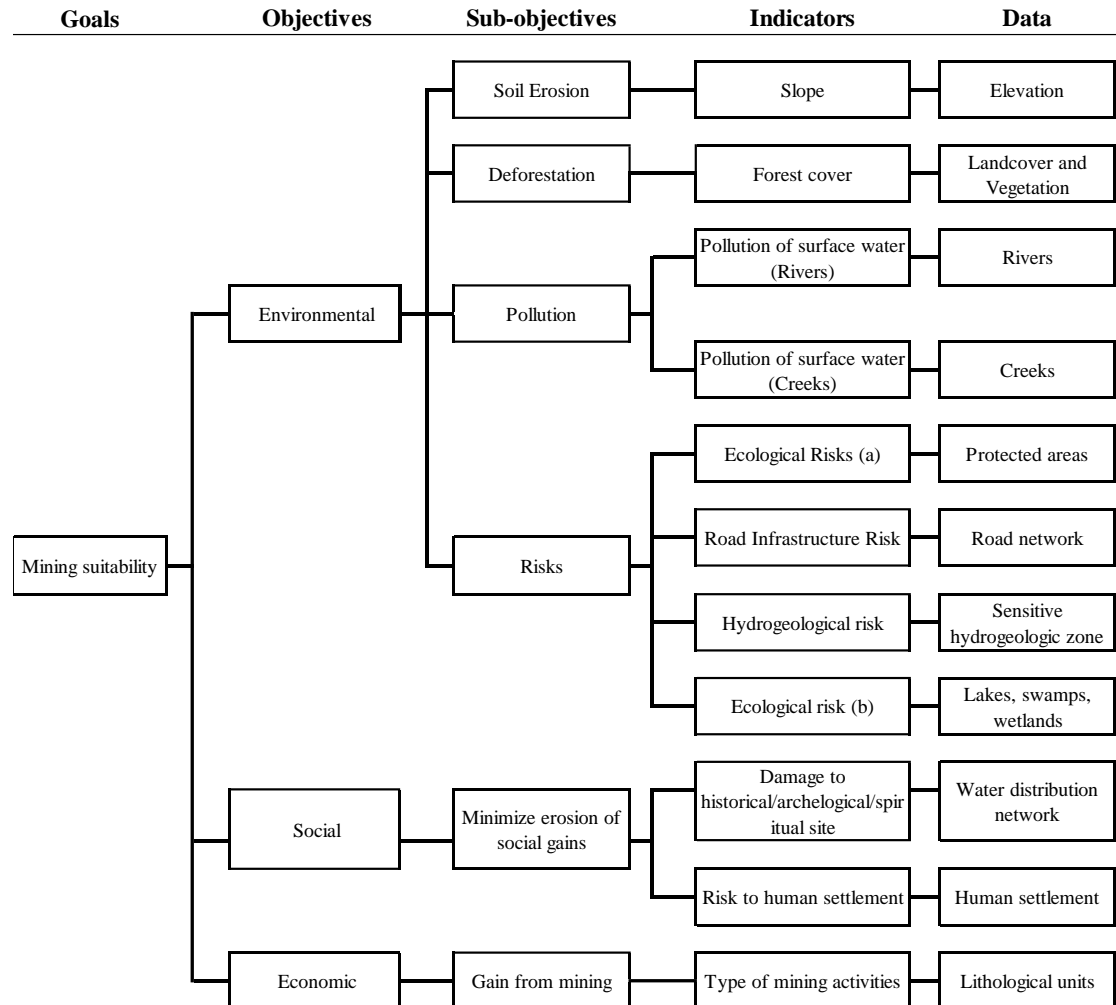 Goals Objectives Sub-objectives Indicators Data
Soil Erosion Slope Elevation
Deforestation Forest cover Landcover and
Vegetation
Pollution of surface water
(Rivers)
Rivers
Environmental Pollution
Pollution of surface water
(Creeks)
Creeks
Ecological Risks (a) Protected areas
Road Infrastructure Risk Road network
Mining suitability Risks
Hydrogeological risk Sensitive
hydrogeologic zone
Ecological risk (b) Lakes, swamps,
wetlands
Social Minimize erosion of
social gains
Damage to
historical/archelogical/spir
itual site
Water distribution
network
Risk to human settlement Human settlement
Economic Gain from mining Type of mining activities Lithological units